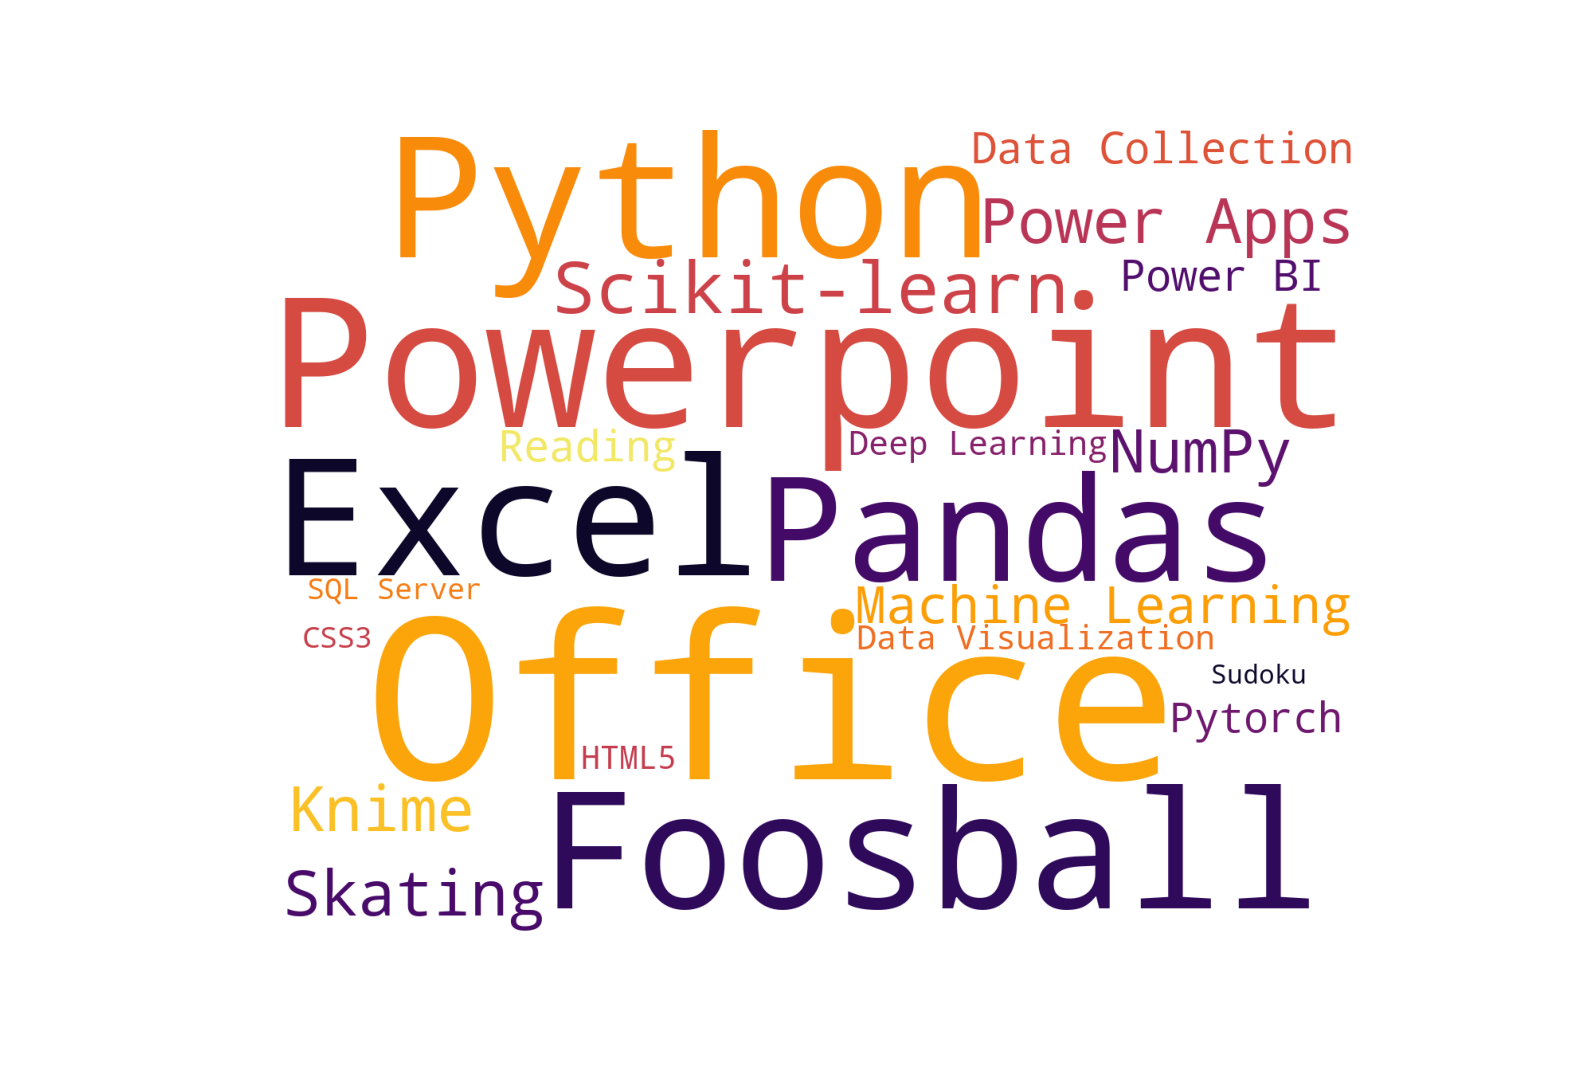 Python
Data Collection
Power Apps
Scikit-learn
Power BI
Powerpoint
Reading
Deep Learning
NumPy
Excel
Pandas
SQL Server
Machine Learning
CSS3
Data Visualization
Office
Sudoku
Pytorch
HTML5
Knime
Foosball
Skating